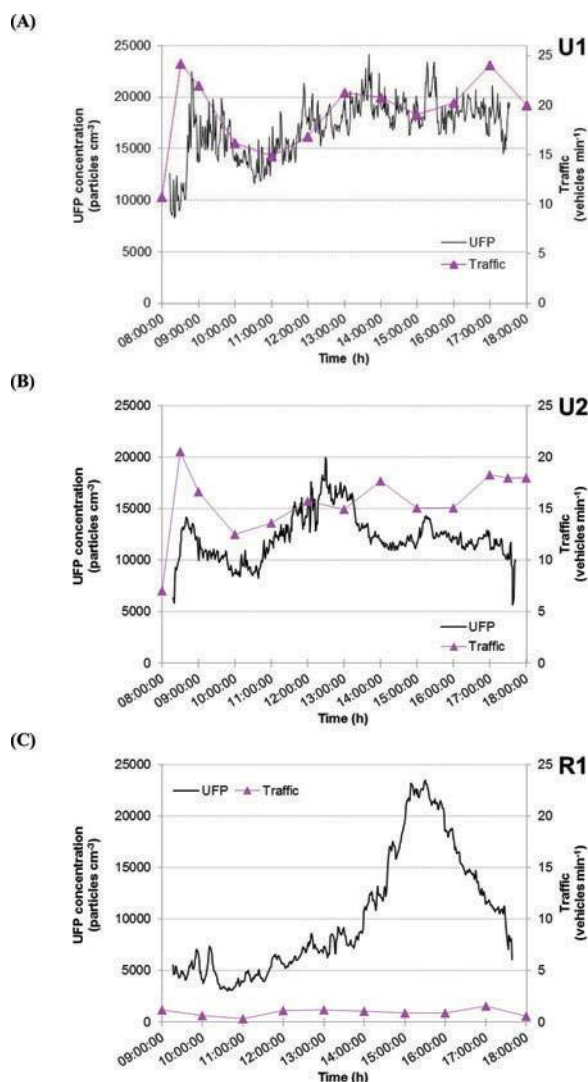 (A)
U1
UFP concentration
(particles cm-3)
25000
20000
15000
10000
5000
0
25
20
15
10
5
0
Traffic
(vehicles min-1)
UFP
Traffic
08:00:00
09:00:00
10:00:00
11:00:00
12:00:00
13:00:00
14:00:00
15:00:00
16:00:00
17:00:00
18:00:00
Time (h)
(B)
U2
UFP concentration
(particles cm-3)
25000
20000
15000
10000
5000
0
25
20
15
10
5
0
Traffic
(vehicles min-1)
UFP
Traffic
08:00:00
09:00:00
10:00:00
11:00:00
12:00:00
13:00:00
14:00:00
15:00:00
16:00:00
17:00:00
18:00:00
Time (h)
(C)
R1
UFP concentration
(particles cm-3)
25000
20000
15000
10000
5000
0
25
20
15
10
5
0
Traffic
(vehicles min-1)
UFP Traffic
09:00:00
10:00:00
11:00:00
12:00:00
13:00:00
14:00:00
15:00:00
16:00:00
17:00:00
18:00:00
Time (h)